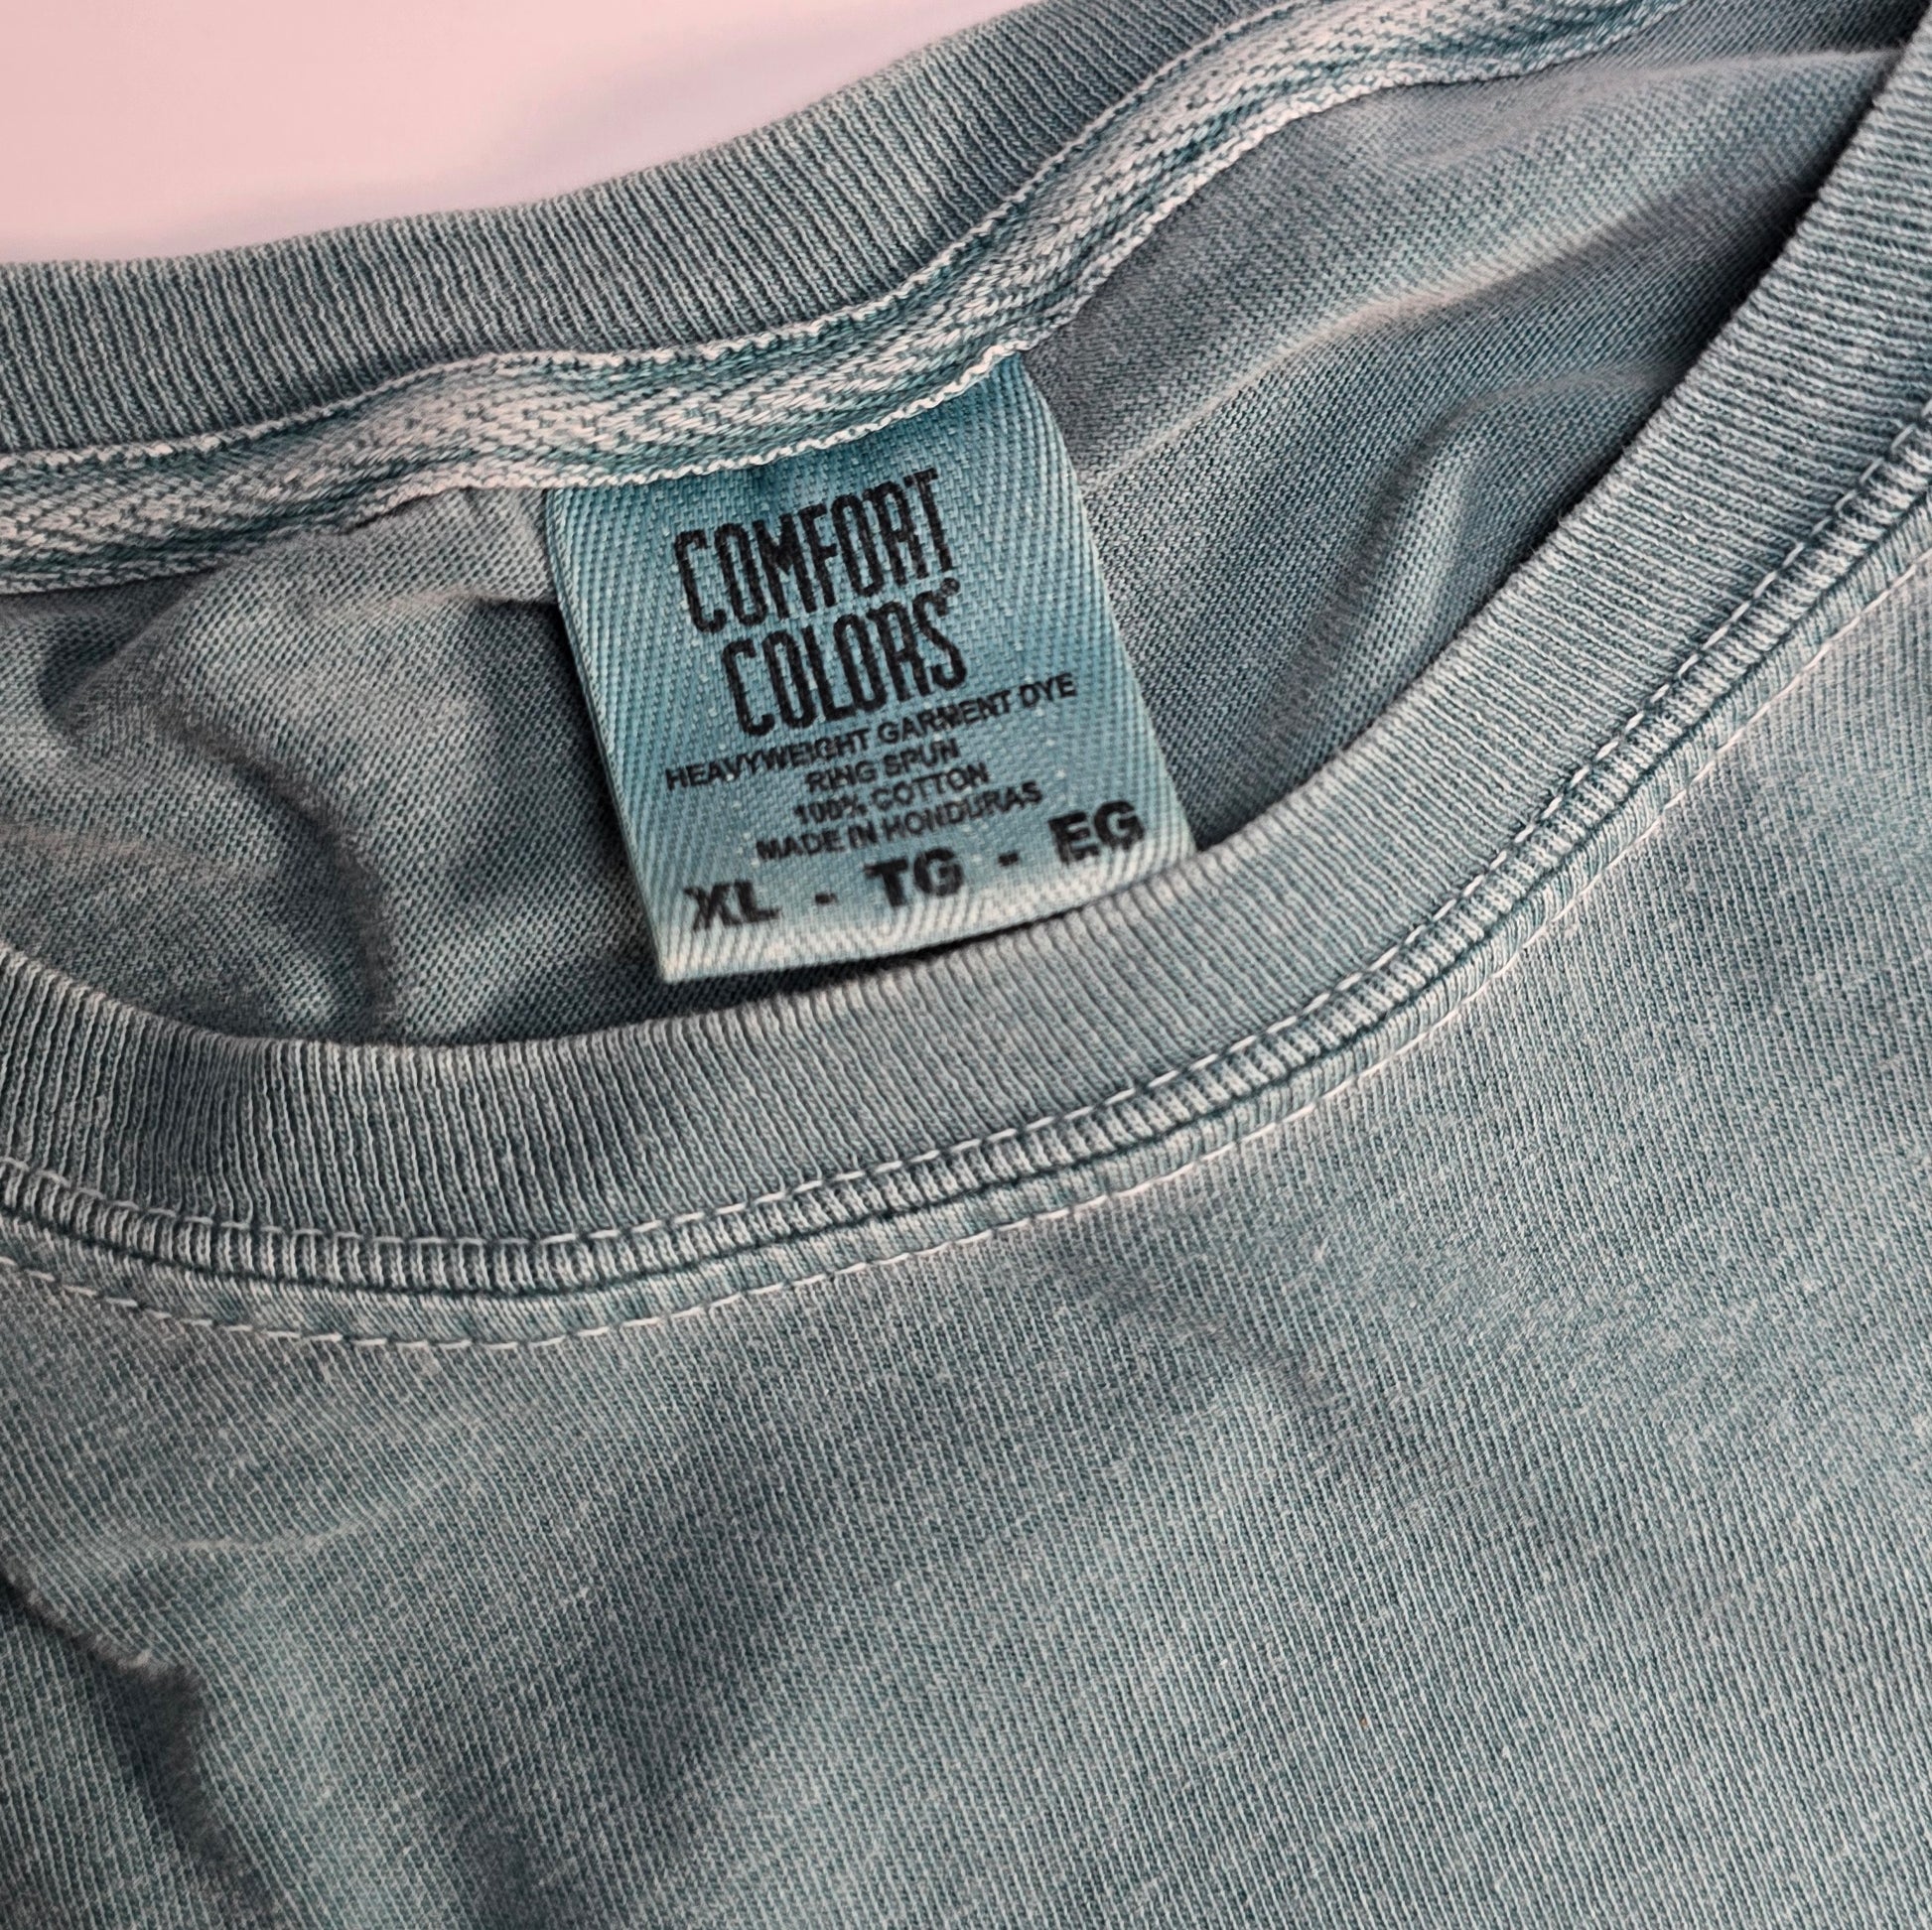 COMFORT
COLORS®
HEAVYWEIGHT GARMENT DYE
RING SPUN
100% COTTON
MADE IN HONDURAS
XL - TG - EG